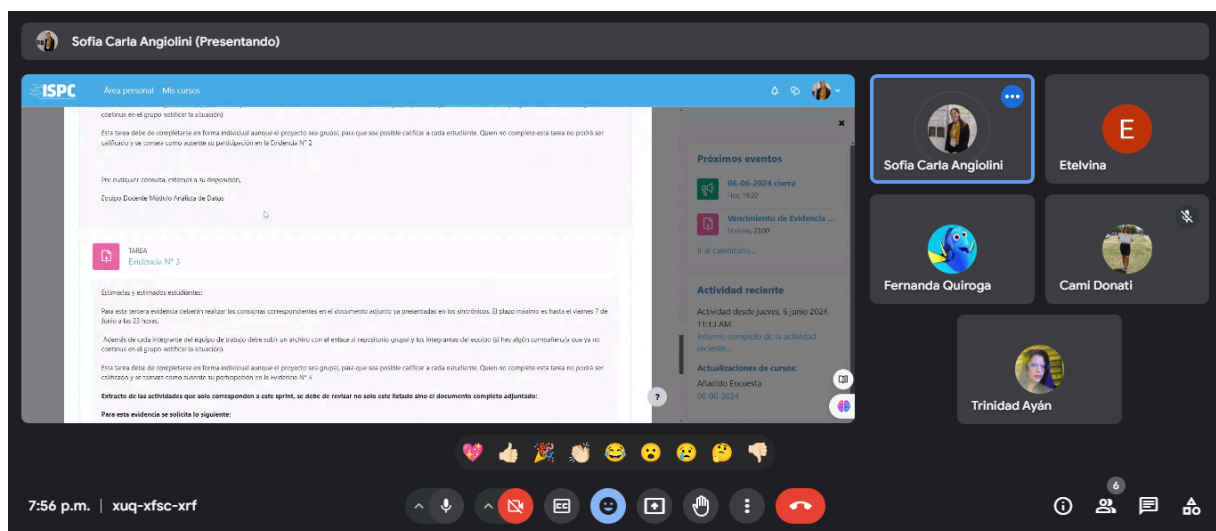 Sofia Carla Angiolini (Presentando)
ISPC
Área personal Mis cursos
continua en el grupo notificar la situación)
Esta tarea debe de completarse en forma individual aunque el proyecto sea grupal, para que sea posible calificar a cada estudiante. Quien no complete esta tarea no podrá ser
calificado y se tomara como ausente su participación en la Evidencia N° 2.
Por cualquier consulta, estamos a su disposición,
Equipo Docente Módulo Analista de Datos
TAREA
Evidencia N° 3
Estimadas y estimados estudiantes:
Para esta tercera evidencia deberán realizar las consignas correspondientes en el documento adjunto ya presentadas en los sincrónicos. El plazo máximo es hasta el viernes 7 de
Junio a las 23 horas.
Además de cada integrante del equipo de trabajo debe subir un archivo con el enlace al repositorio grupal y los integrantes del equipo (si hay algún compañero/a que ya no
continua en el grupo notificar la situación).
Esta tarea debe de completarse en forma individual aunque el proyecto sea grupal, para que sea posible calificar a cada estudiante. Quien no complete esta tarea no podrá ser
calificado y se tomara como ausente su participación en la Evidencia N°
Extracto de las actividades que solo corresponden a este sprint, se debe de revisar no solo este listado sino el documento completo adjuntado:
Para esta evidencia se solicita lo siguiente:
Próximos eventos
06-06-2024 cierra
Hoy, 19:20
Vencimiento de Evidencia ...
Mañana, 23:00
Ir al calendario...
Actividad reciente
Actividad desde jueves, 6 junio 2024,
11:13 AM
Informe completo de la actividad
reciente...
Actualizaciones de cursos:
Añadido Encuesta
06-06-2024
?
Sofia Carla Angiolini
E
Etelvina
Fernanda Quiroga
Cami Donati
Trinidad Ayán
7:56 p.m. | xuq-xfsc-xrf
CC
6